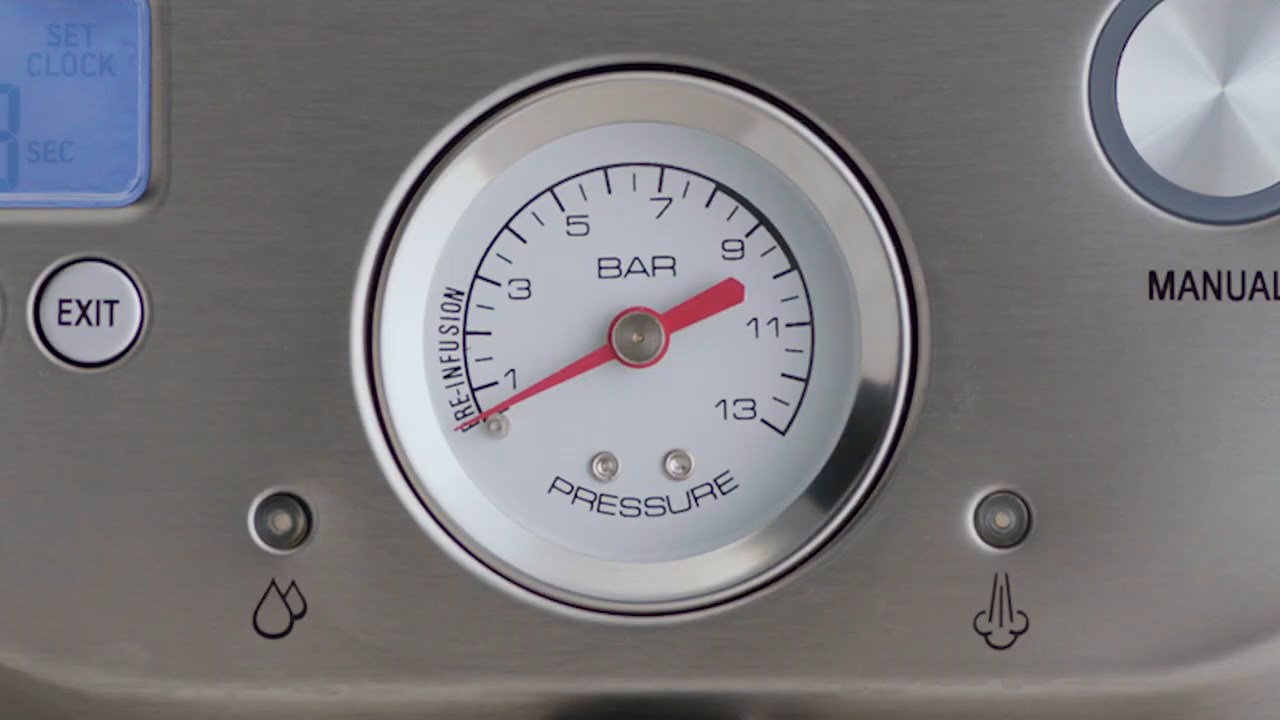 SET
CLOCK
SEC
EXIT
MANUAL
BAR
1
3
5
7
9
11
13
PRE-INFUSION
PRESSURE